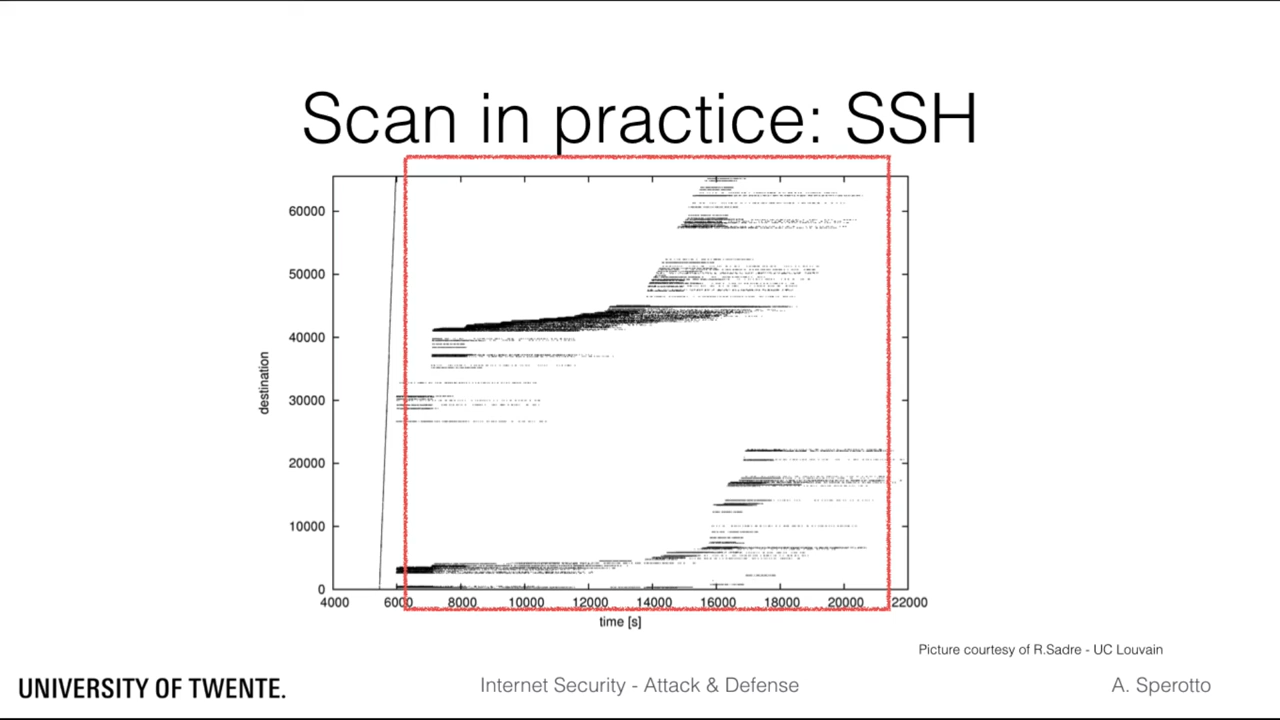 Scan in practice: SSH
60000
50000
40000
30000
20000
10000
0
destination
4000 6000 8000 10000 12000 14000 16000 18000 20000 22000
time [s]
Picture courtesy of R.Sadre - UC Louvain
UNIVERSITY OF TWENTE.
Internet Security - Attack & Defense
A. Sperotto